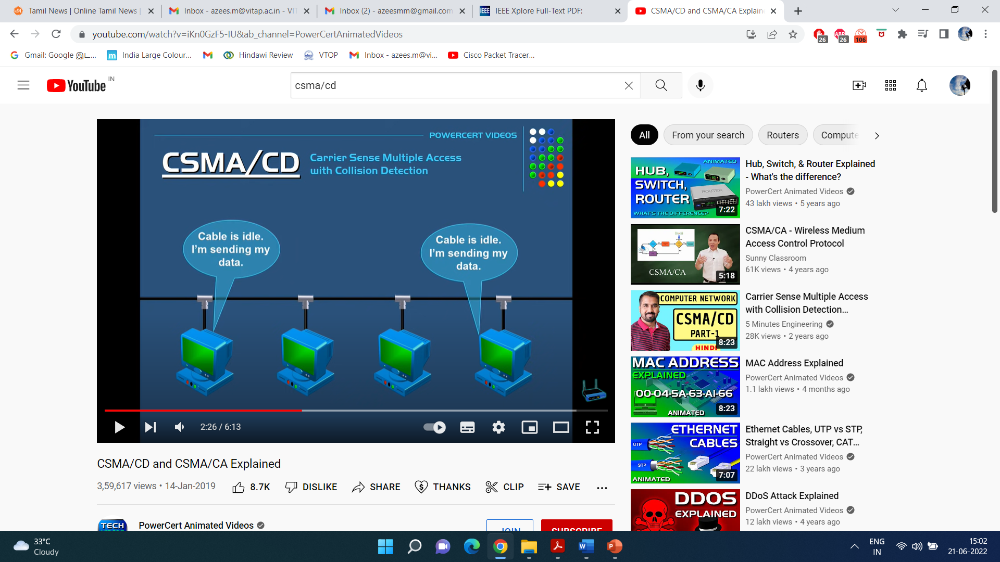 Tamil News | Online Tamil News |
Inbox - azees.m@vitap.ac.in - VIT
Inbox (2) - azeesmm@gmail.com
IEEE IEEE Xplore Full-Text PDF:
CSMA/CD and CSMA/CA Explain
youtube.com/watch?v=iKn0GzF5-IU&ab_channel=PowerCertAnimatedVideos
26
ABP 26
106
Gmail: Google இட...
India Large Colour...
Hindawi Review
VTOP
Inbox - azees.m@vi...
Cisco Packet Tracer...
YouTube IN
csma/cd
POWERCERT VIDEOS
CSMA/CD
Carrier Sense Multiple Access
with Collision Detection
Cable is idle.
I'm sending my
data.
Cable is idle.
I'm sending my
data.
2:26 / 6:13
CSMA/CD and CSMA/CA Explained
3,59,617 views • 14-Jan-2019
8.7K
DISLIKE
SHARE
THANKS
CLIP
SAVE
TECH
PowerCert Animated Videos
JOIN
SUBSCRIBE
All
From your search
Routers
Compute
ANIMATED
HUB,
SWITCH,
ROUTER
ROUTER
WHAT'S THE DIFFERENCE?
7:22
Hub, Switch, & Router Explained
- What's the difference?
PowerCert Animated Videos
43 lakh views • 5 years ago
CSMA/CA
5:18
CSMA/CA - Wireless Medium
Access Control Protocol
Sunny Classroom
61K views • 4 years ago
COMPUTER NETWORK
CSMA/CD
PART-1
HINDI
8:23
Carrier Sense Multiple Access
with Collision Detection...
5 Minutes Engineering
28K views • 2 years ago
MAC ADDRESS
EXPLAINED
00-04-5A-63-A1-66
ANIMATED
8:23
MAC Address Explained
PowerCert Animated Videos
1.1 lakh views • 4 months ago
ETHERNET
CABLES
UTP
STP
ANIMATED
7:07
Ethernet Cables, UTP vs STP,
Straight vs Crossover, CAT...
PowerCert Animated Videos
22 lakh views • 3 years ago
DDOS
EXPLAINED
DDoS Attack Explained
PowerCert Animated Videos
12 lakh views • 4 years ago
33°C
Cloudy
ENG
IN
15:02
21-06-2022